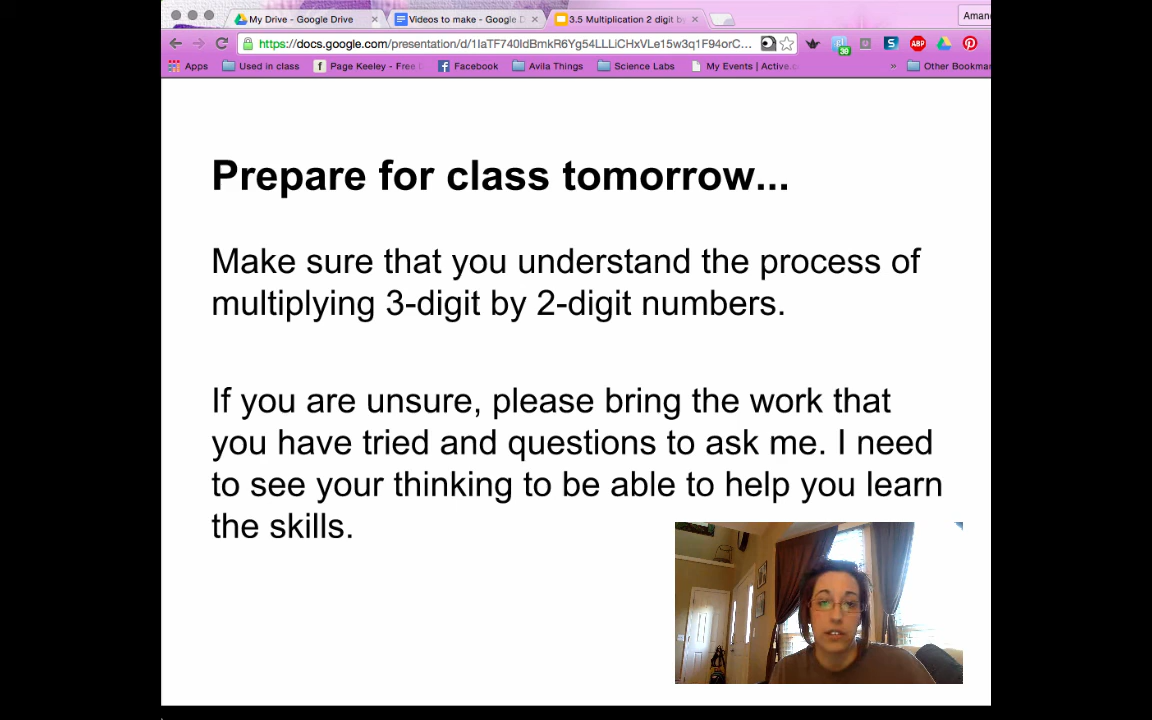 My Drive - Google Drive
Videos to make - Google D
3.5 Multiplication 2 digit by
Aman
https://docs.google.com/presentation/d/1IaTF740IdBmkR6Yg54LLLiCHxVLe15w3q1F94orC...
38
ABP
Apps Used in class Page Keeley - Free Facebook Avila Things Science Labs My Events | Active.c » Other Bookmar
Prepare for class tomorrow...
Make sure that you understand the process of
multiplying 3-digit by 2-digit numbers.
If you are unsure, please bring the work that
you have tried and questions to ask me. I need
to see your thinking to be able to help you learn
the skills.